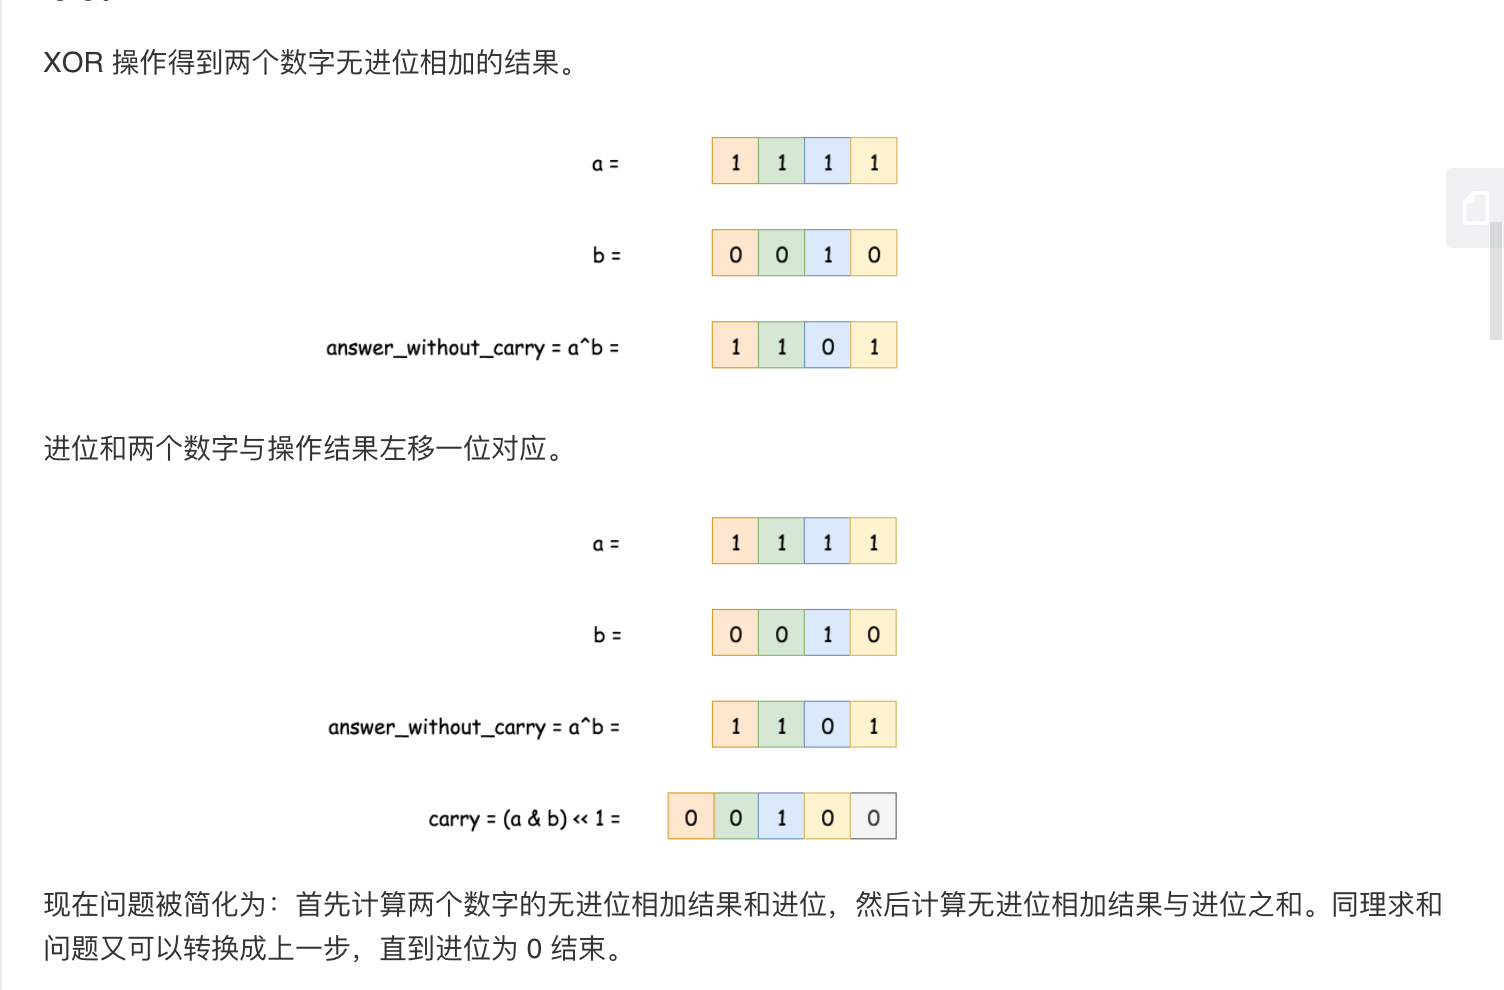 XOR 操作得到两个数字无进位相加的结果。
a = 1 1 1 1
b = 0 0 1 0
answer_without_carry = a^b = 1 1 0 1
进位和两个数字与操作结果左移一位对应。
a = 1 1 1 1
b = 0 0 1 0
answer_without_carry = a^b = 1 1 0 1
carry = (a & b) << 1 = 0 0 1 0 0
现在问题被简化为：首先计算两个数字的无进位相加结果和进位，然后计算无进位相加结果与进位之和。同理求和
问题又可以转换成上一步，直到进位为 0 结束。